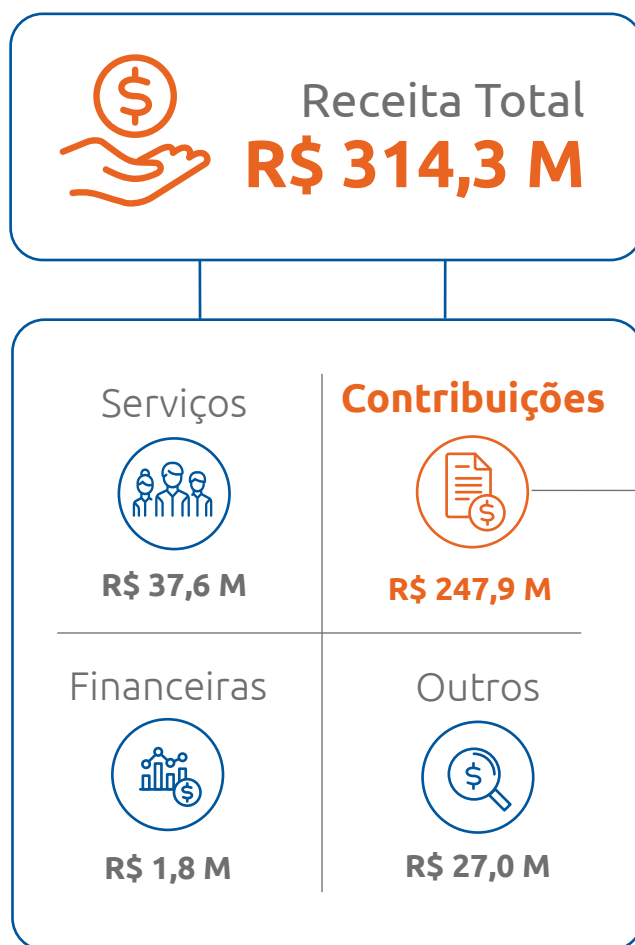 Receita Total
R$ 314,3 M
Serviços
R$ 37,6 M
Contribuições
R$ 247,9 M
Financeiras
R$ 1,8 M
Outros
R$ 27,0 M